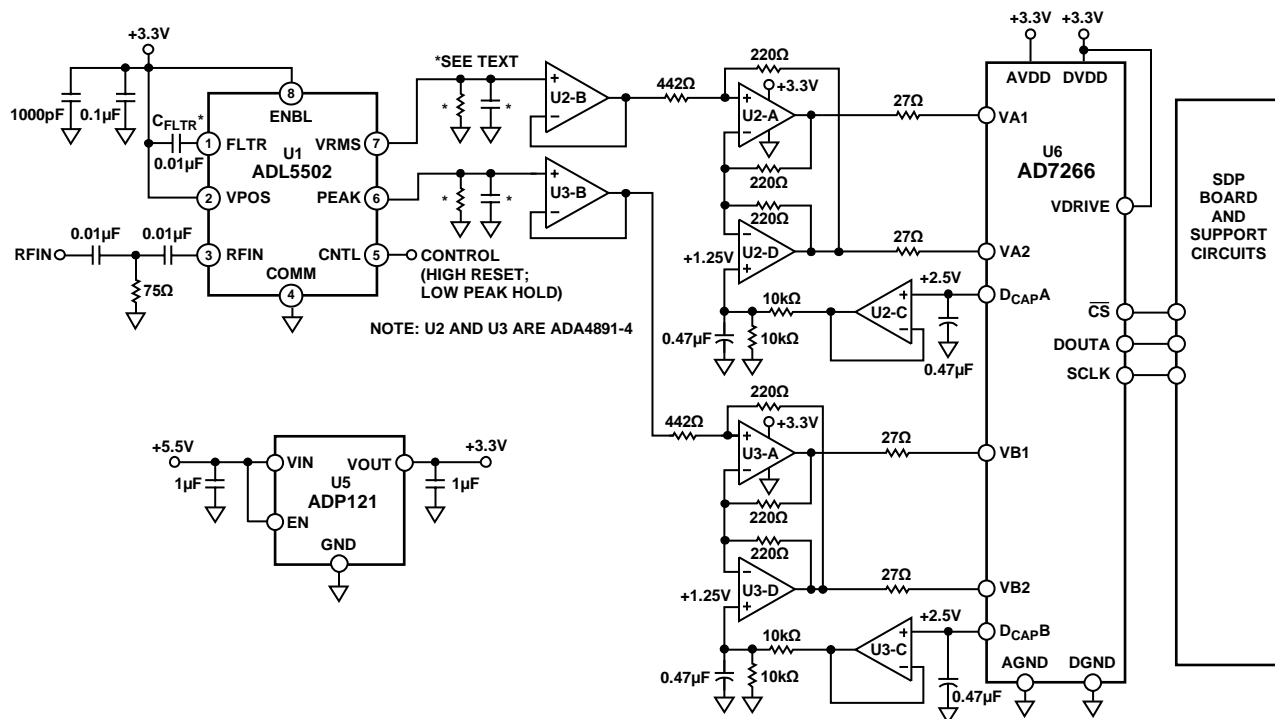 +3.3V
1000pF
0.1µF
C_FLTR*
0.01µF
8
ENBL
1
FLTR
U1
ADL5502
VRMS
7
2
VPOS
PEAK
6
RFIN
0.01µF
0.01µF
3
RFIN
CNTL
5
COMM
4
75Ω
CONTROL
(HIGH RESET;
LOW PEAK HOLD)
NOTE: U2 AND U3 ARE ADA4891-4
*SEE TEXT
*
*
+
U2-B
−
*
*
+
U3-B
−
442Ω
220Ω
+
+3.3V
U2-A
−
220Ω
27Ω
220Ω
−
U2-D
+
+1.25V
27Ω
10kΩ
+2.5V
+
U2-C
−
0.47µF
10kΩ
0.47µF
442Ω
220Ω
+
+3.3V
U3-A
−
220Ω
27Ω
220Ω
−
U3-D
+
+1.25V
27Ω
10kΩ
+2.5V
+
U3-C
−
0.47µF
10kΩ
0.47µF
+3.3V
+3.3V
AVDD
DVDD
VA1
U6
AD7266
VDRIVE
VA2
D_CAPA
CS
DOUTA
SCLK
VB1
VB2
D_CAPB
AGND
DGND
SDP
BOARD
AND
SUPPORT
CIRCUITS
+5.5V
1µF
VIN
VOUT
U5
ADP121
EN
GND
+3.3V
1µF